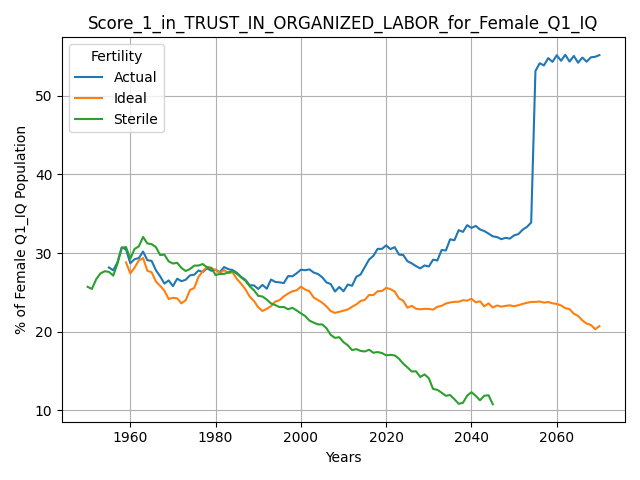 Score_1_in_TRUST_IN_ORGANIZED_LABOR_for_Female_Q1_IQ
Fertility
Actual
Ideal
Sterile
% of Female Q1_IQ Population
50
40
30
20
10
1960 1980 2000 2020 2040 2060
Years